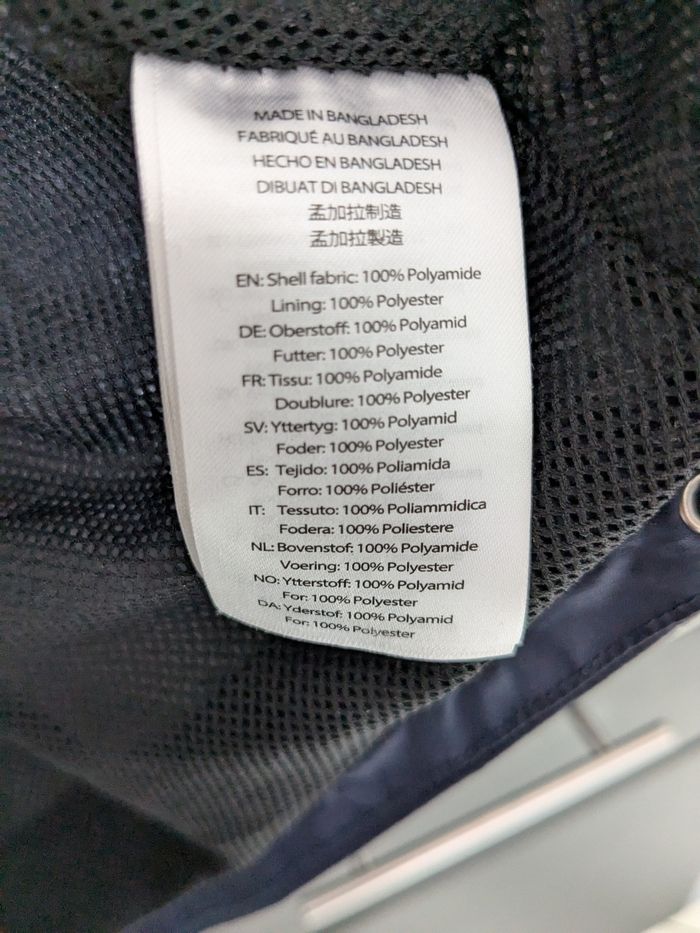 MADE IN BANGLADESH
FABRIQUÉ AU BANGLADESH
HECHO EN BANGLADESH
DIBUAT DI BANGLADESH
孟加拉制造
孟加拉製造
EN: Shell fabric: 100% Polyamide
Lining: 100% Polyester
DE: Oberstoff: 100% Polyamid
Futter: 100% Polyester
FR: Tissu: 100% Polyamide
Doublure: 100% Polyester
SV: Yttertyg: 100% Polyamid
Foder: 100% Polyester
ES: Tejido: 100% Poliamida
Forro: 100% Poliéster
IT: Tessuto: 100% Poliammidica
Fodera: 100% Poliestere
NL: Bovenstof: 100% Polyamide
Voering: 100% Polyester
NO: Ytterstoff: 100% Polyamid
For: 100% Polyester
DA: Yderstof: 100% Polyamid
For: 100% Polyester